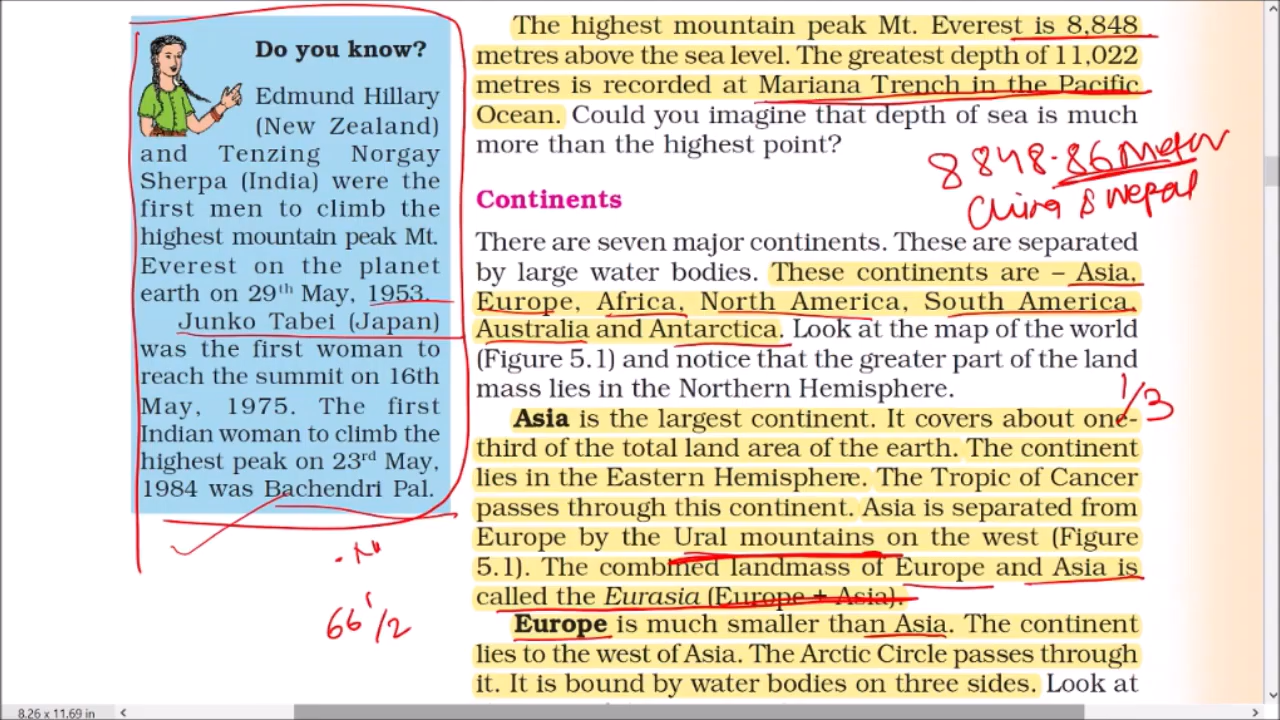 Do you know?
Edmund Hillary
(New Zealand)
and Tenzing Norgay
Sherpa (India) were the
first men to climb the
highest mountain peak Mt.
Everest on the planet
earth on 29th May, 1953.
Junko Tabei (Japan)
was the first woman to
reach the summit on 16th
May, 1975. The first
Indian woman to climb the
highest peak on 23rd May,
1984 was Bachendri Pal.
66 1/2
The highest mountain peak Mt. Everest is 8,848
metres above the sea level. The greatest depth of 11,022
metres is recorded at Mariana Trench in the Pacific
Ocean. Could you imagine that depth of sea is much
more than the highest point?
8848.86 Meter
China & Nepal
Continents
There are seven major continents. These are separated
by large water bodies. These continents are – Asia,
Europe, Africa, North America, South America,
Australia and Antarctica. Look at the map of the world
(Figure 5.1) and notice that the greater part of the land
mass lies in the Northern Hemisphere.
1/3
Asia is the largest continent. It covers about one-
third of the total land area of the earth. The continent
lies in the Eastern Hemisphere. The Tropic of Cancer
passes through this continent. Asia is separated from
Europe by the Ural mountains on the west (Figure
5.1). The combined landmass of Europe and Asia is
called the Eurasia (Europe + Asia).
Europe is much smaller than Asia. The continent
lies to the west of Asia. The Arctic Circle passes through
it. It is bound by water bodies on three sides. Look at
8.26 x 11.69 in